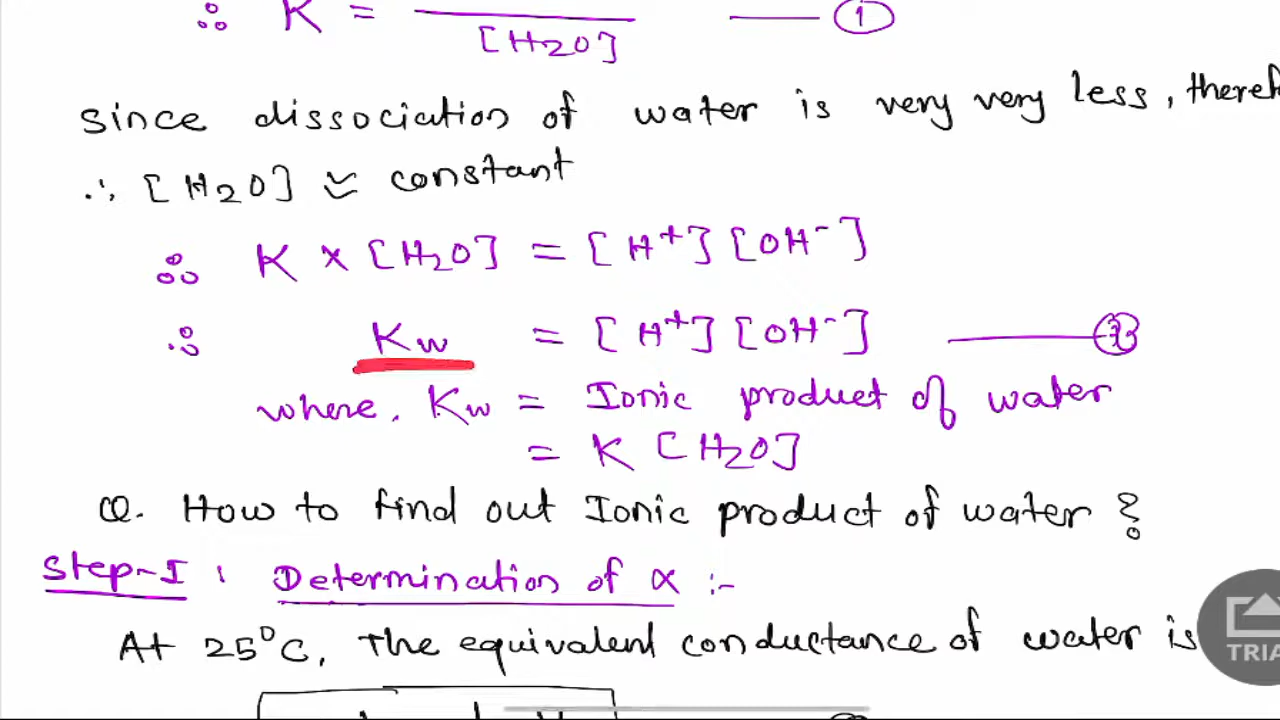 ∴ K = ――― ――― ①
[H2O]
since dissociation of water is very very less, theref
∴ [H2O] ≈ constant
∴ K × [H2O] = [H+] [OH-]
∴ Kw = [H+] [OH-] ―――
where, Kw = Ionic product of water
= K [H2O]
Q. How to find out Ionic product of water ?
Step-I : Determination of α :-
At 25°C, The equivalent conductance of water is
TRIA